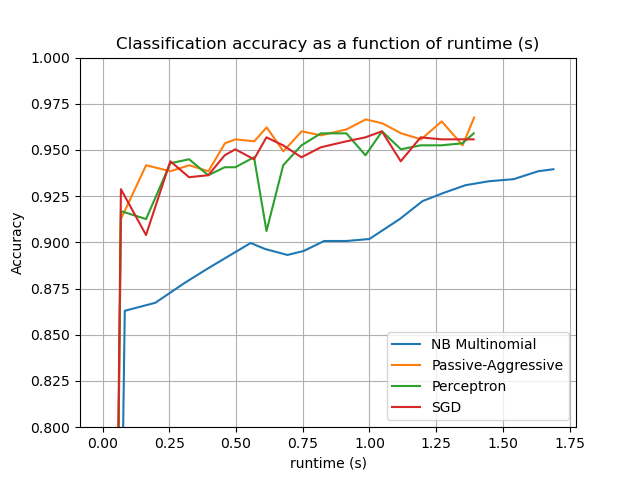 Classification accuracy as a function of runtime (s)
1.000
0.975
0.950
0.925
0.900
0.875
0.850
0.825
0.800
Accuracy
NB Multinomial
Passive-Aggressive
Perceptron
SGD
0.00 0.25 0.50 0.75 1.00 1.25 1.50 1.75
runtime (s)